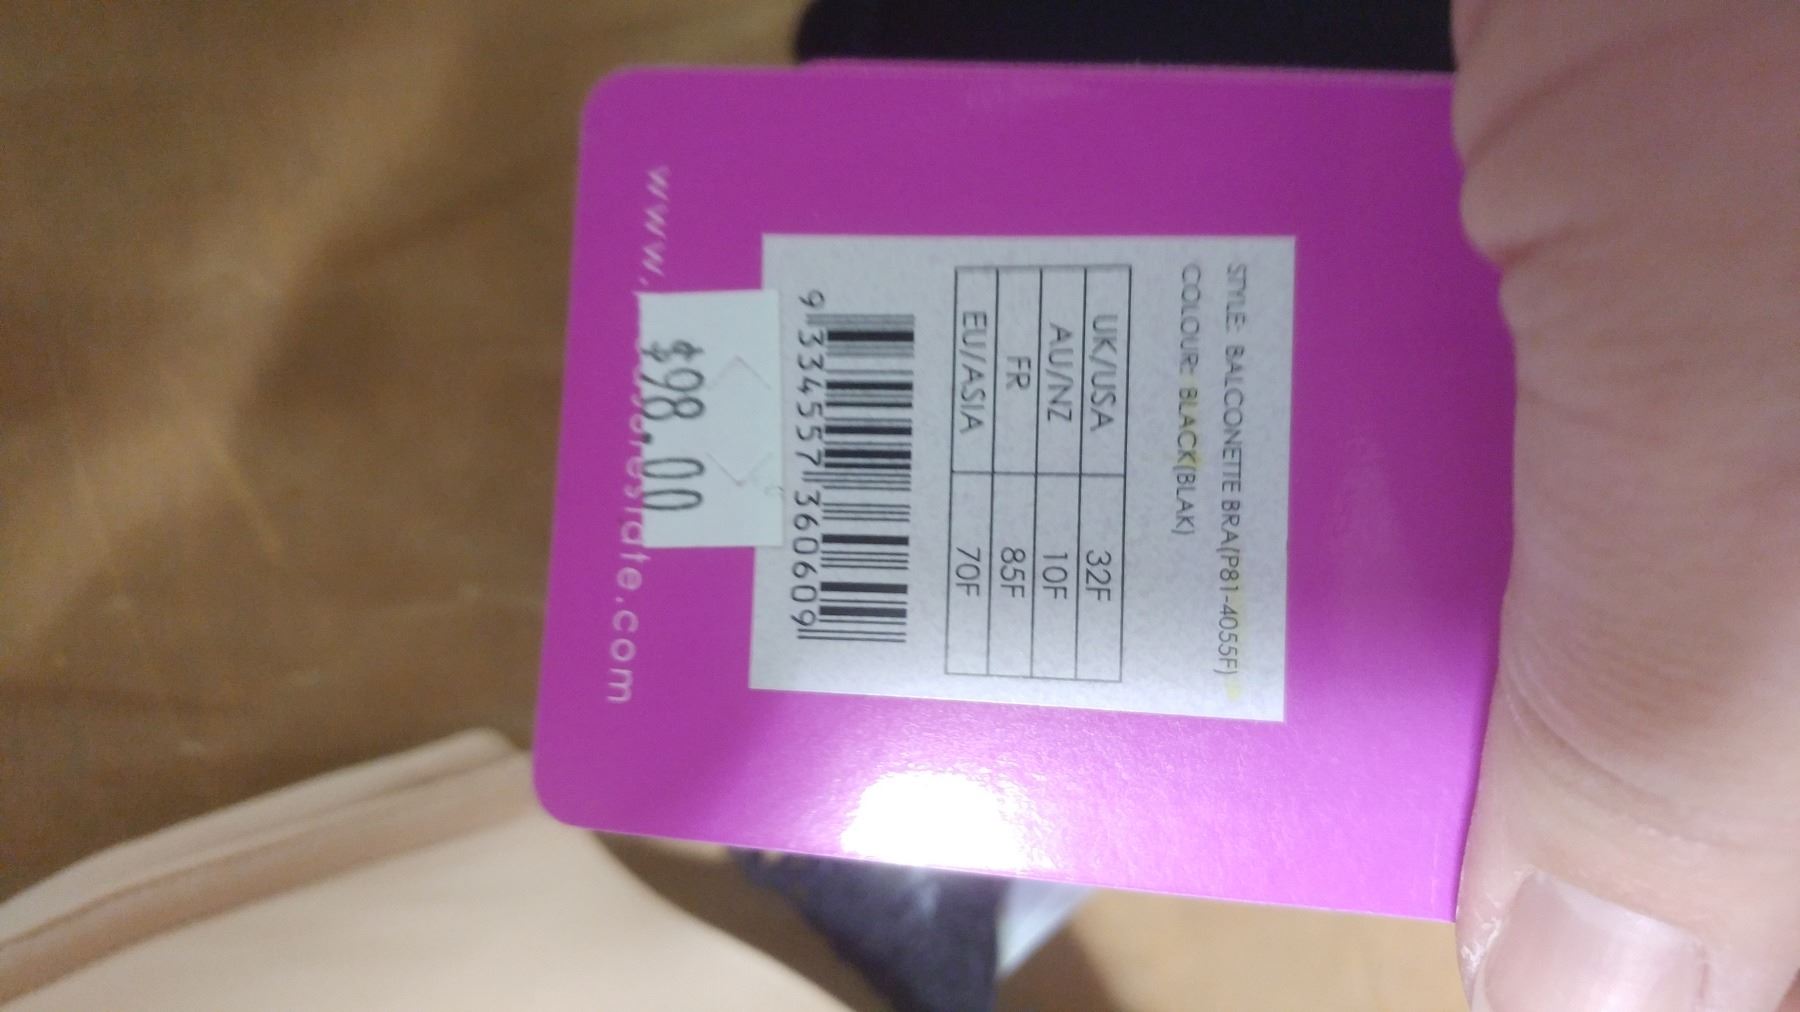 STYLE: BALCONETTE BRA(P81-4055F)
COLOUR: BLACK(BLAK)
UK/USA 32F
AU/NZ 10F
FR 85F
EU/ASIA 70F
9 334557 360609
$98.00
www.